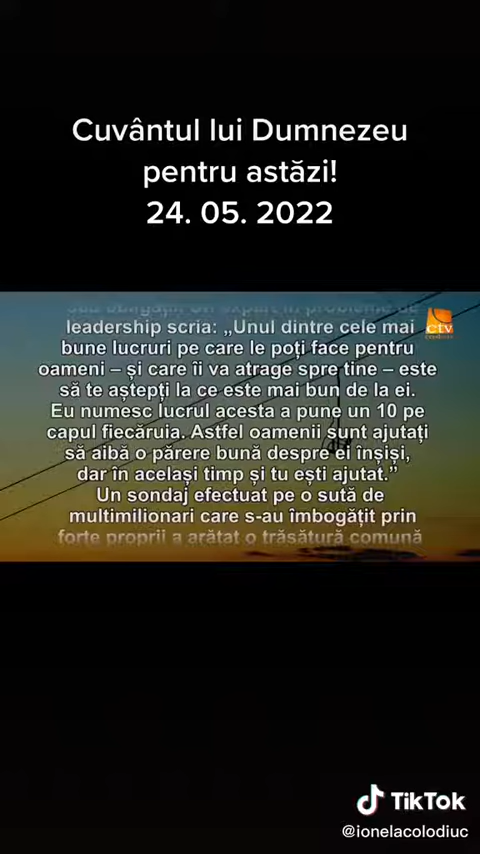 Cuvântul lui Dumnezeu
pentru astăzi!
24. 05. 2022
leadership scria: „Unul dintre cele mai
bune lucruri pe care le poți face pentru
oameni – și care îi va atrage spre tine – este
să te aștepți la ce este mai bun de la ei.
Eu numesc lucrul acesta a pune un 10 pe
capul fiecăruia. Astfel oamenii sunt ajutați
să aibă o părere bună despre ei înșiși,
dar în același timp și tu ești ajutat.”
Un sondaj efectuat pe o sută de
multimilionari care s-au îmbogățit prin
forțe proprii a arătat o trăsătură comună
ctv
TikTok
@ionelacolodiuc